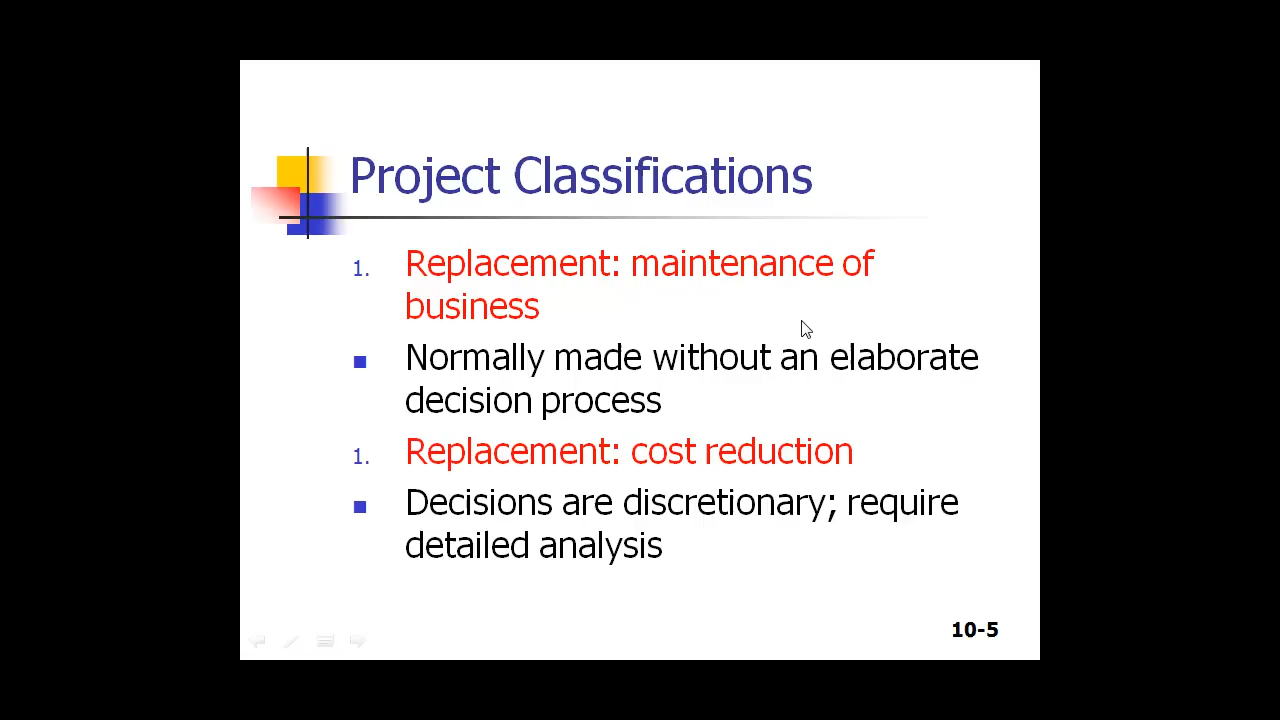 Project Classifications
1. Replacement: maintenance of
business
Normally made without an elaborate
decision process
1. Replacement: cost reduction
Decisions are discretionary; require
detailed analysis
10-5